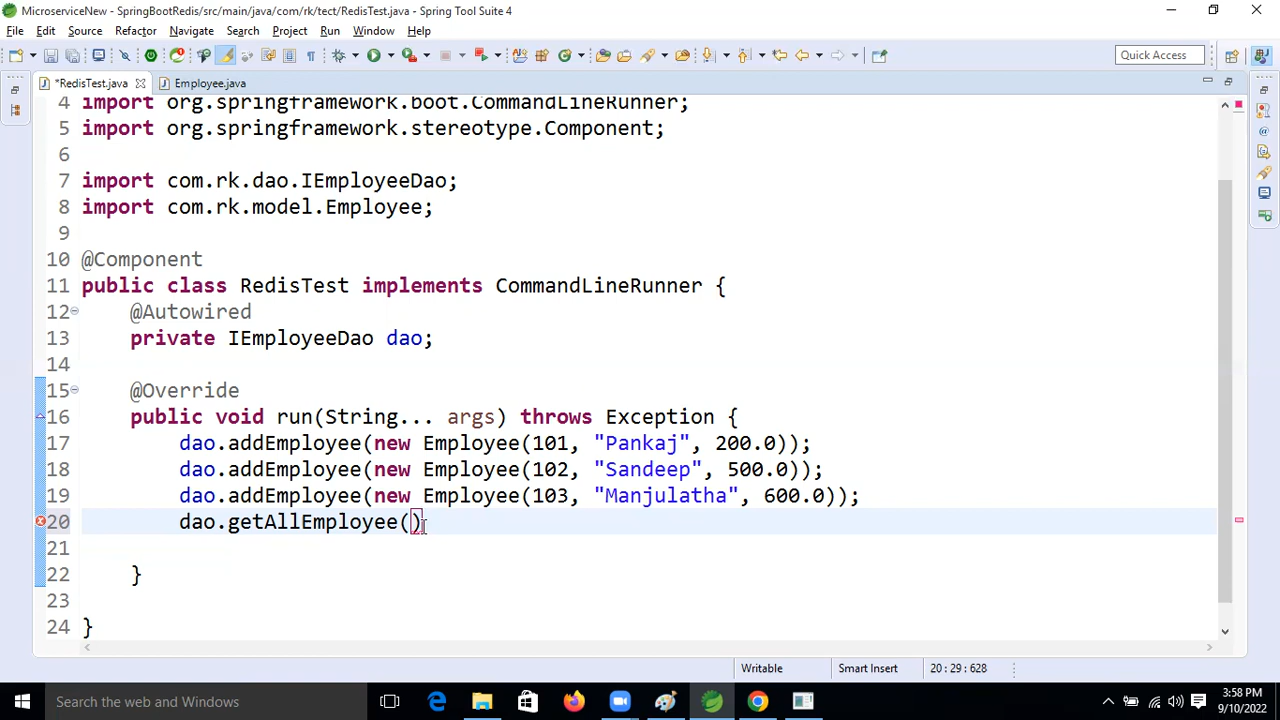 MicroserviceNew - SpringBootRedis/src/main/java/com/rk/tect/RedisTest.java - Spring Tool Suite 4
File Edit Source Refactor Navigate Search Project Run Window Help
Quick Access
*RedisTest.java Employee.java
4 import org.springframework.boot.CommandLineRunner;
5 import org.springframework.stereotype.Component;
6
7 import com.rk.dao.IEmployeeDao;
8 import com.rk.model.Employee;
9
10 @Component
11 public class RedisTest implements CommandLineRunner {
12 @Autowired
13 private IEmployeeDao dao;
14
15 @Override
16 public void run(String... args) throws Exception {
17 dao.addEmployee(new Employee(101, "Pankaj", 200.0));
18 dao.addEmployee(new Employee(102, "Sandeep", 500.0));
19 dao.addEmployee(new Employee(103, "Manjulatha", 600.0));
20 dao.getAllEmployee()
21
22 }
23
24 }
Writable Smart Insert 20 : 29 : 628
Search the web and Windows
3:58 PM
9/10/2022